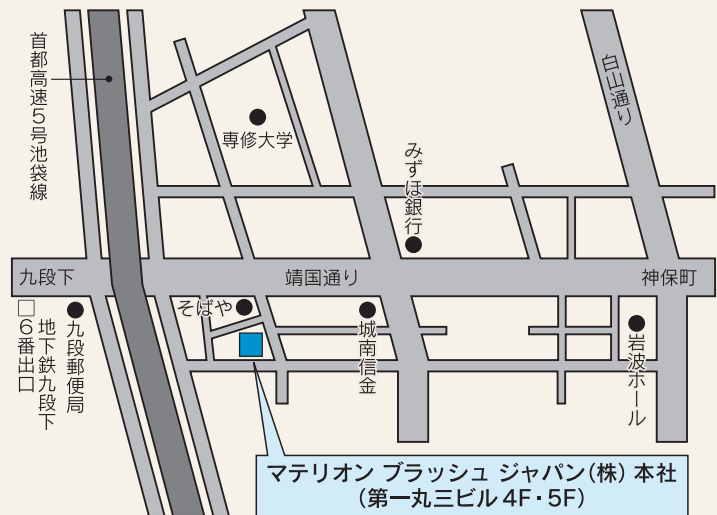 首都高速5号池袋線
専修大学
みずほ銀行
白山通り
九段下
靖国通り
神保町
□6番出口
地下鉄九段下
九段郵便局
そばや
城南信金
岩波ホール
マテリオン ブラッシュ ジャパン(株) 本社
(第一丸三ビル 4F・5F)